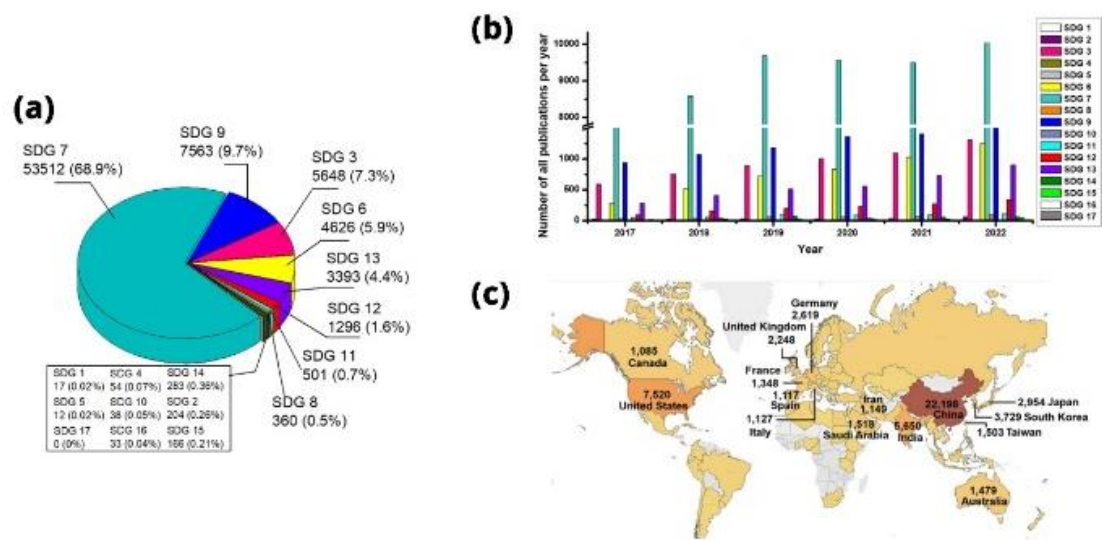 (a)
SDG 7
53512 (68.9%)
SDG 9
7563 (9.7%)
SDG 3
5648 (7.3%)
SDG 6
4626 (5.9%)
SDG 13
3393 (4.4%)
SDG 12
1296 (1.6%)
SDG 11
501 (0.7%)
SDG 8
360 (0.5%)
SDG 1 SDG 4 SDG 14
17 (0.02%) 54 (0.07%) 283 (0.36%)
SDG 5 SDG 10 SDG 2
12 (0.02%) 38 (0.05%) 204 (0.26%)
SDG 17 SDG 16 SDG 15
0 (0%) 33 (0.04%) 166 (0.21%)
(b)
Number of all publications per year
10000
9000
8000
1000
500
0
2017 2018 2019 2020 2021 2022
Year
SDG 1
SDG 2
SDG 3
SDG 4
SDG 5
SDG 6
SDG 7
SDG 8
SDG 9
SDG 10
SDG 11
SDG 12
SDG 13
SDG 14
SDG 15
SDG 16
SDG 17
(c)
Germany
2,619
United Kingdom
2,248
1,085
Canada
France
1,348
7,520
United States
1,117
Spain
Iran
1,149
22,198
China
2,954 Japan
3,729 South Korea
1,127
Italy
1,518
Saudi Arabia
5,650
India
1,503 Taiwan
1,479
Australia